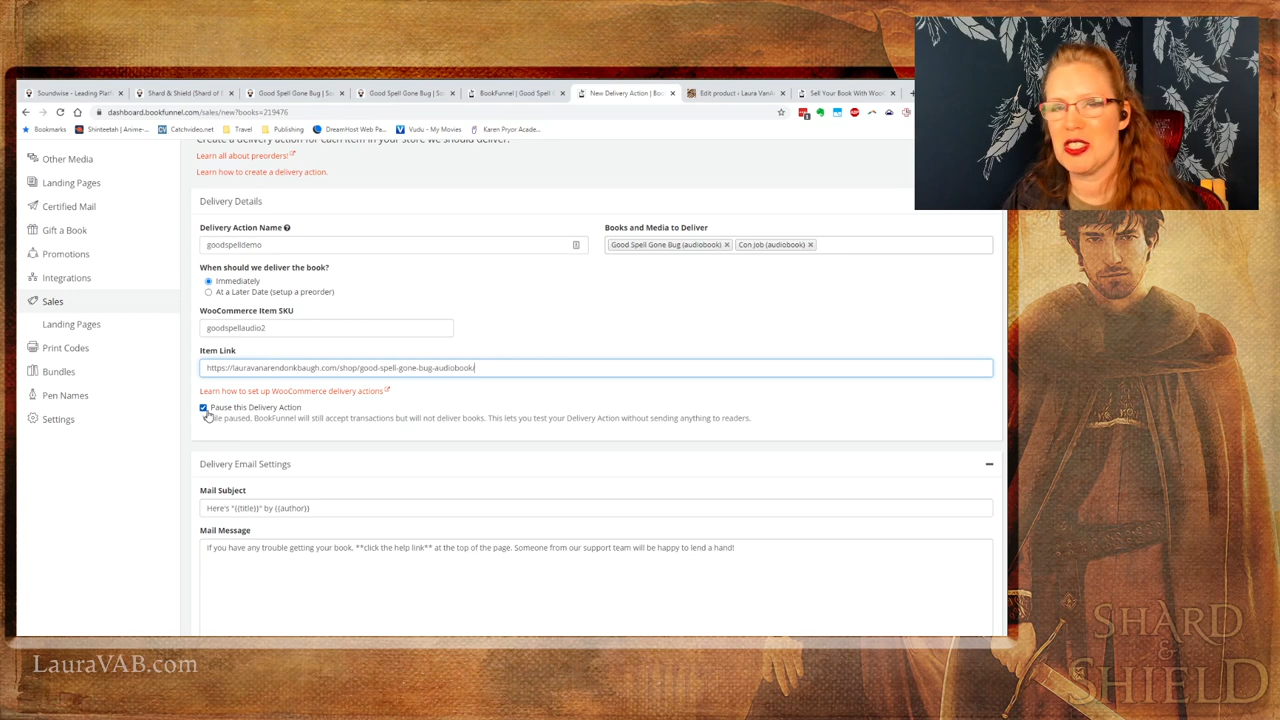 Soundwise - Leading Platf
Shard & Shield (Shard of
Good Spell Gone Bug | So
Good Spell Gone Bug | So
BookFunnel | Good Spell G
New Delivery Action | Boo
Edit product ‹ Laura VanA
Sell Your Book With WooC
dashboard.bookfunnel.com/sales/new?books=219476
Bookmarks
Shinteetah | Anime-...
Catchvideo.net
Travel
Publishing
DreamHost Web Pa...
Vudu - My Movies
Karen Pryor Acade...
Other Media
Landing Pages
Certified Mail
Gift a Book
Promotions
Integrations
Sales
Landing Pages
Print Codes
Bundles
Pen Names
Settings
Create a delivery action for each item in your store we should deliver.
Learn all about preorders!
Learn how to create a delivery action.
Delivery Details
Delivery Action Name
goodspelldemo
Books and Media to Deliver
Good Spell Gone Bug (audiobook) × Con Job (audiobook) ×
When should we deliver the book?
Immediately
At a Later Date (setup a preorder)
WooCommerce Item SKU
goodspellaudio2
Item Link
https://lauravanarendonkbaugh.com/shop/good-spell-gone-bug-audiobook/
Learn how to set up WooCommerce delivery actions
Pause this Delivery Action
paused. BookFunnel will still accept transactions but will not deliver books. This lets you test your Delivery Action without sending anything to readers.
Delivery Email Settings
Mail Subject
Here's "{{title}}" by {{author}}
Mail Message
If you have any trouble getting your book, **click the help link** at the top of the page. Someone from our support team will be happy to lend a hand!
LauraVAB.com
SHARD
&
SHIELD